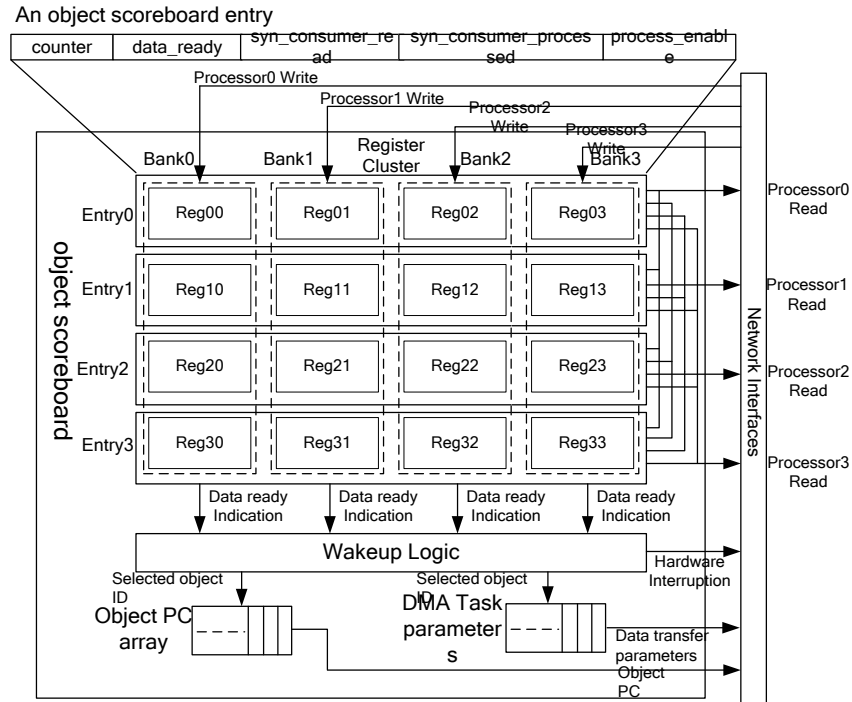 An object scoreboard entry
counter
data_ready
syn_consumer_re
ad
syn_consumer_proces
sed
process_enabl
e
Processor0 Write
Processor1 Write
Processor2
Write
Processor3
Write
Bank0
Bank1
Register
Cluster
Bank2
Bank3
object scoreboard
Entry0
Reg00
Reg01
Reg02
Reg03
Processor0
Read
Entry1
Reg10
Reg11
Reg12
Reg13
Processor1
Read
Network Interfaces
Entry2
Reg20
Reg21
Reg22
Reg23
Processor2
Read
Entry3
Reg30
Reg31
Reg32
Reg33
Processor3
Read
Data ready
Indication
Data ready
Indication
Data ready
Indication
Data ready
Indication
Wakeup Logic
Hardware
Interruption
Selected object
ID
Selected object
ID
Object PC
array
DMA Task
parameter
s
Data transfer
parameters
Object
PC